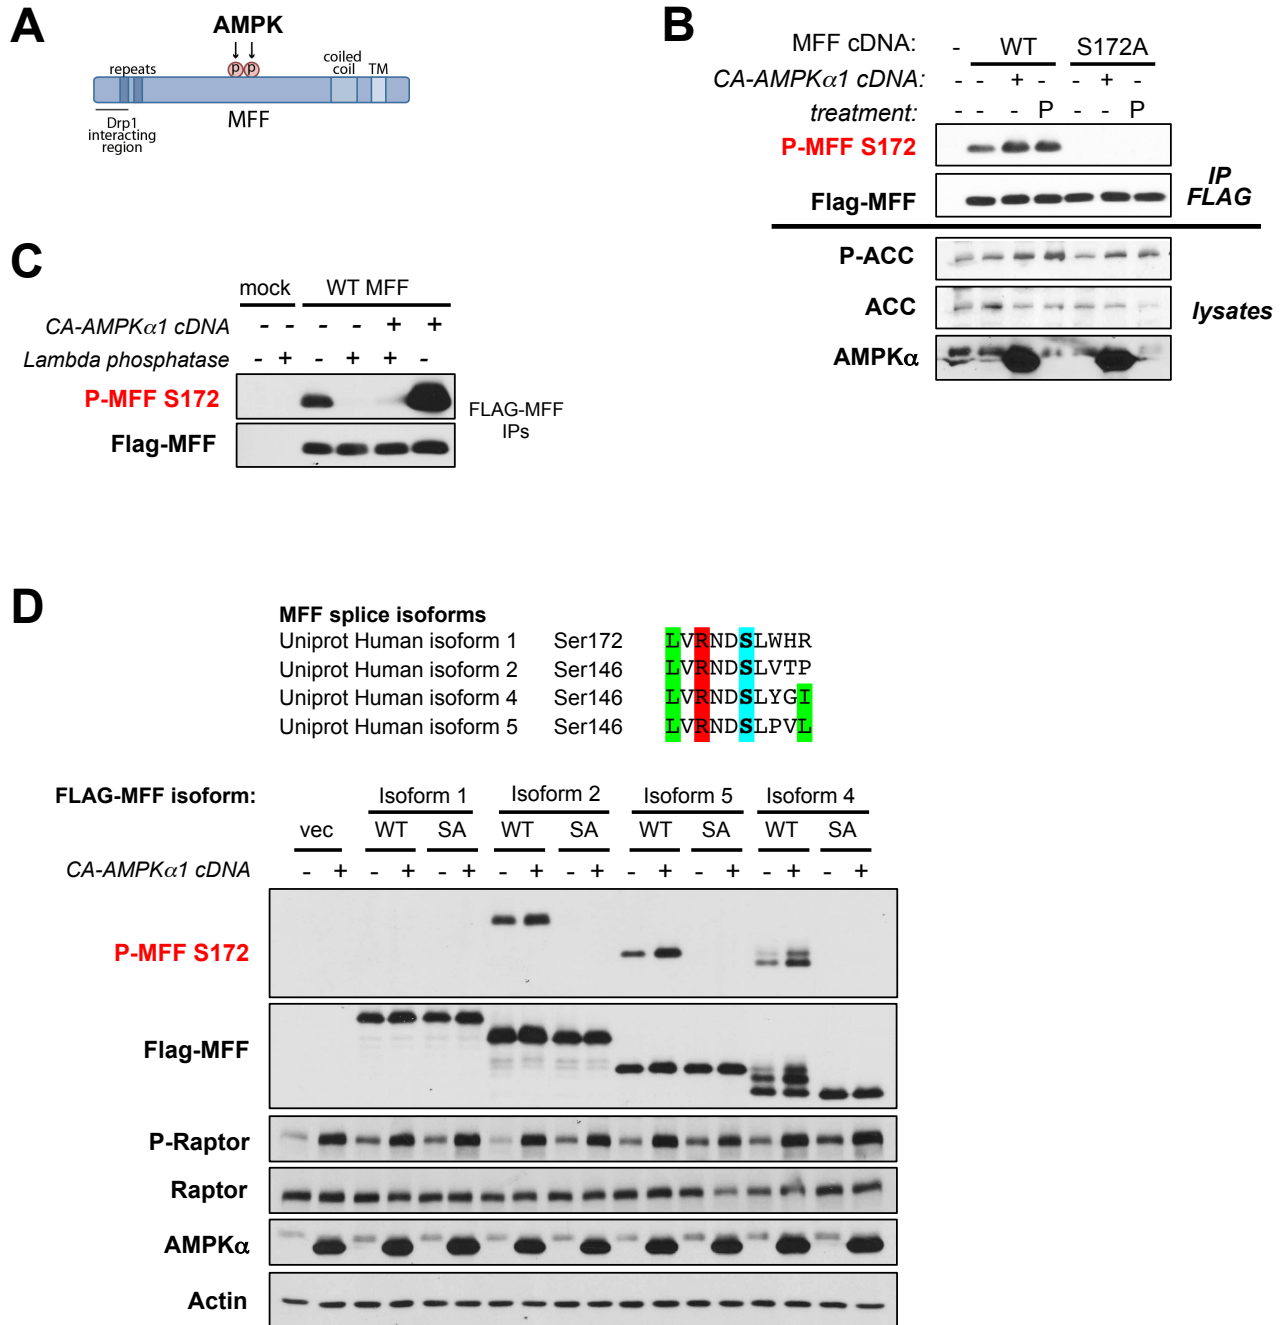 A
AMPK
p p
repeats
coiled
coil
TM
Drp1
interacting
region
MFF
B
MFF cDNA: - WT S172A
CA-AMPKα1 cDNA: - - + - - + -
treatment: - - - P - - P
P-MFF S172
Flag-MFF
IP
FLAG
P-ACC
ACC
AMPKα
lysates
C
mock WT MFF
CA-AMPKα1 cDNA - - - - + +
Lambda phosphatase - + - + + -
P-MFF S172
Flag-MFF
FLAG-MFF
IPs
D
MFF splice isoforms
Uniprot Human isoform 1 Ser172 LVRNDSLWHR
Uniprot Human isoform 2 Ser146 LVRNDSLVTP
Uniprot Human isoform 4 Ser146 LVRNDSLYGI
Uniprot Human isoform 5 Ser146 LVRNDSLPVL
FLAG-MFF isoform: Isoform 1 Isoform 2 Isoform 5 Isoform 4
vec WT SA WT SA WT SA WT SA
CA-AMPKα1 cDNA - + - + - + - + - + - + - + - + - +
P-MFF S172
Flag-MFF
P-Raptor
Raptor
AMPKα
Actin